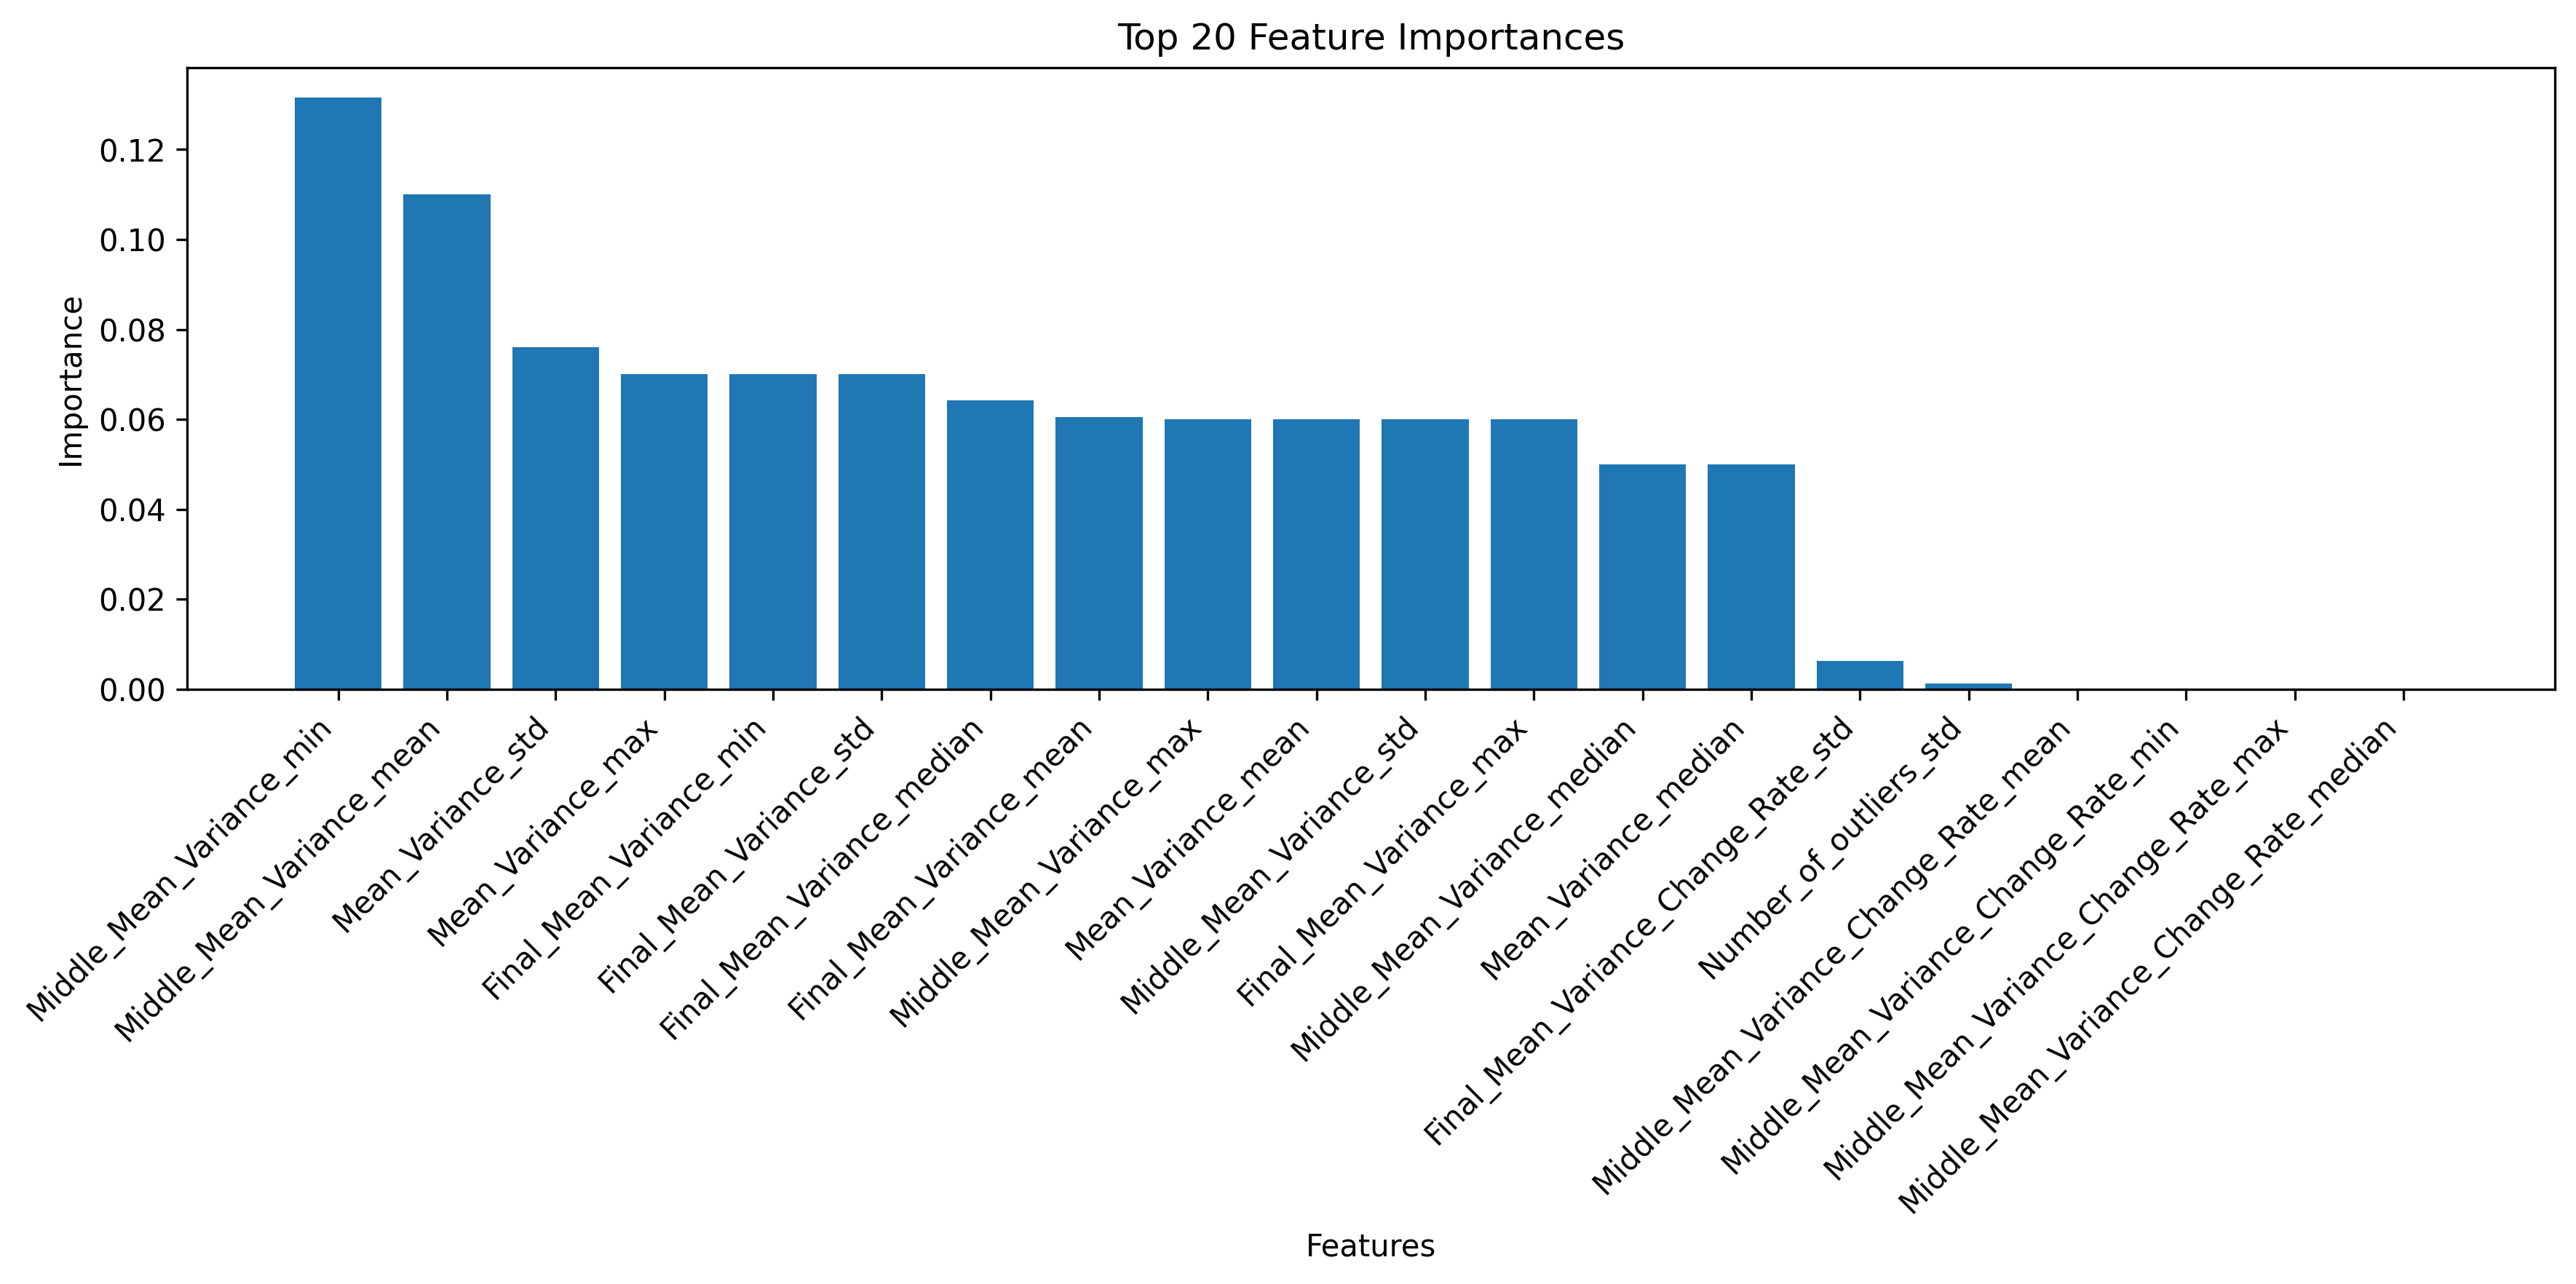 Top 20 Feature Importances
Importance
0.12
0.10
0.08
0.06
0.04
0.02
0.00
Middle_Mean_Variance_min
Middle_Mean_Variance_mean
Mean_Variance_std
Mean_Variance_max
Final_Mean_Variance_min
Final_Mean_Variance_std
Final_Mean_Variance_median
Final_Mean_Variance_mean
Middle_Mean_Variance_max
Mean_Variance_mean
Middle_Mean_Variance_std
Final_Mean_Variance_max
Middle_Mean_Variance_median
Mean_Variance_median
Final_Mean_Variance_Change_Rate_std
Number_of_outliers_std
Middle_Mean_Variance_Change_Rate_mean
Middle_Mean_Variance_Change_Rate_min
Middle_Mean_Variance_Change_Rate_max
Middle_Mean_Variance_Change_Rate_median
Features